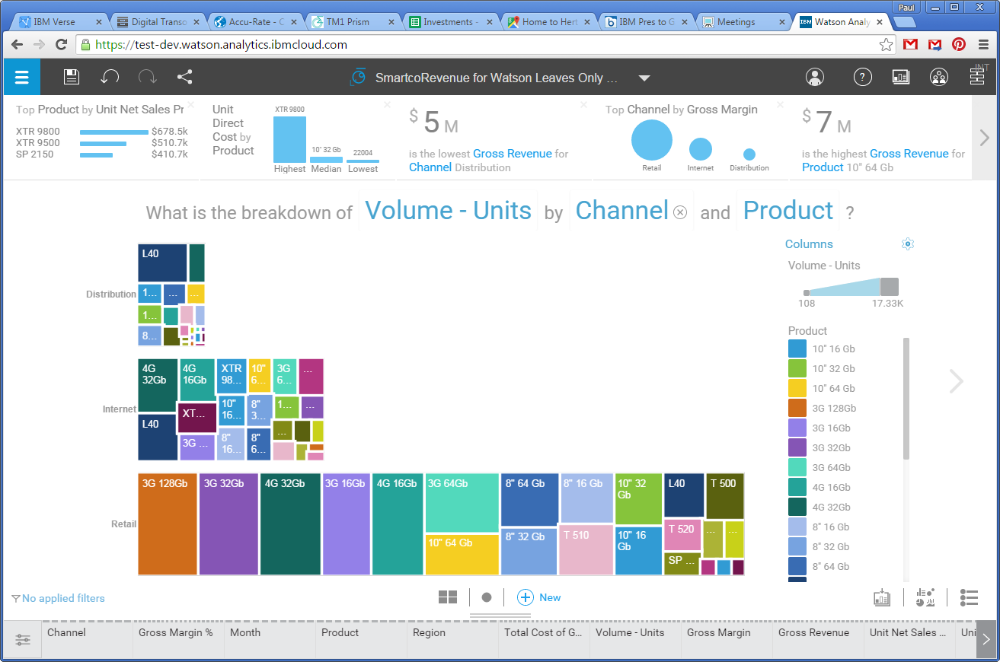 Paul
IBM Verse
Digital Transo
Accu-Rate - C
TM1 Prism
Investments -
Home to Hert
IBM Pres to G
Meetings
IBM Watson Analy
https://test-dev.watson.analytics.ibmcloud.com
SmartcoRevenue for Watson Leaves Only ...
?
INT
Top Product by Unit Net Sales Pr
XTR 9800 $678.5k
XTR 9500 $510.7k
SP 2150 $410.7k
Unit
Direct
Cost by
Product
XTR 9800
10" 32 Gb
22004
Highest Median Lowest
$ 5 M
is the lowest Gross Revenue for
Channel Distribution
Top Channel by Gross Margin
Retail Internet Distribution
$ 7 M
is the highest Gross Revenue for
Product 10" 64 Gb
What is the breakdown of Volume - Units by Channel and Product ?
Columns
Volume - Units
108 17.33K
Product
10" 16 Gb
10" 32 Gb
10" 64 Gb
3G 128Gb
3G 16Gb
3G 32Gb
3G 64Gb
4G 16Gb
4G 32Gb
8" 16 Gb
8" 32 Gb
8" 64 Gb
Distribution
L40
1... ... ...
1...
8...
Internet
4G
32Gb
4G
16Gb
XTR
98...
10"
6...
3G
6...
...
L40
XT...
3G ...
10"
16...
8"
3...
1...
...
8"
16...
8"
6...
...
Retail
3G 128Gb
3G 32Gb
4G 32Gb
3G 16Gb
4G 16Gb
3G 64Gb
10" 64 Gb
8" 64 Gb
8" 32 Gb
8" 16 Gb
T 510
10" 32
Gb
10" 16
Gb
L40
T 500
T 520
... ...
SP ...
No applied filters
New
Channel
Gross Margin %
Month
Product
Region
Total Cost of G...
Volume - Units
Gross Margin
Gross Revenue
Unit Net Sales ...
Uni